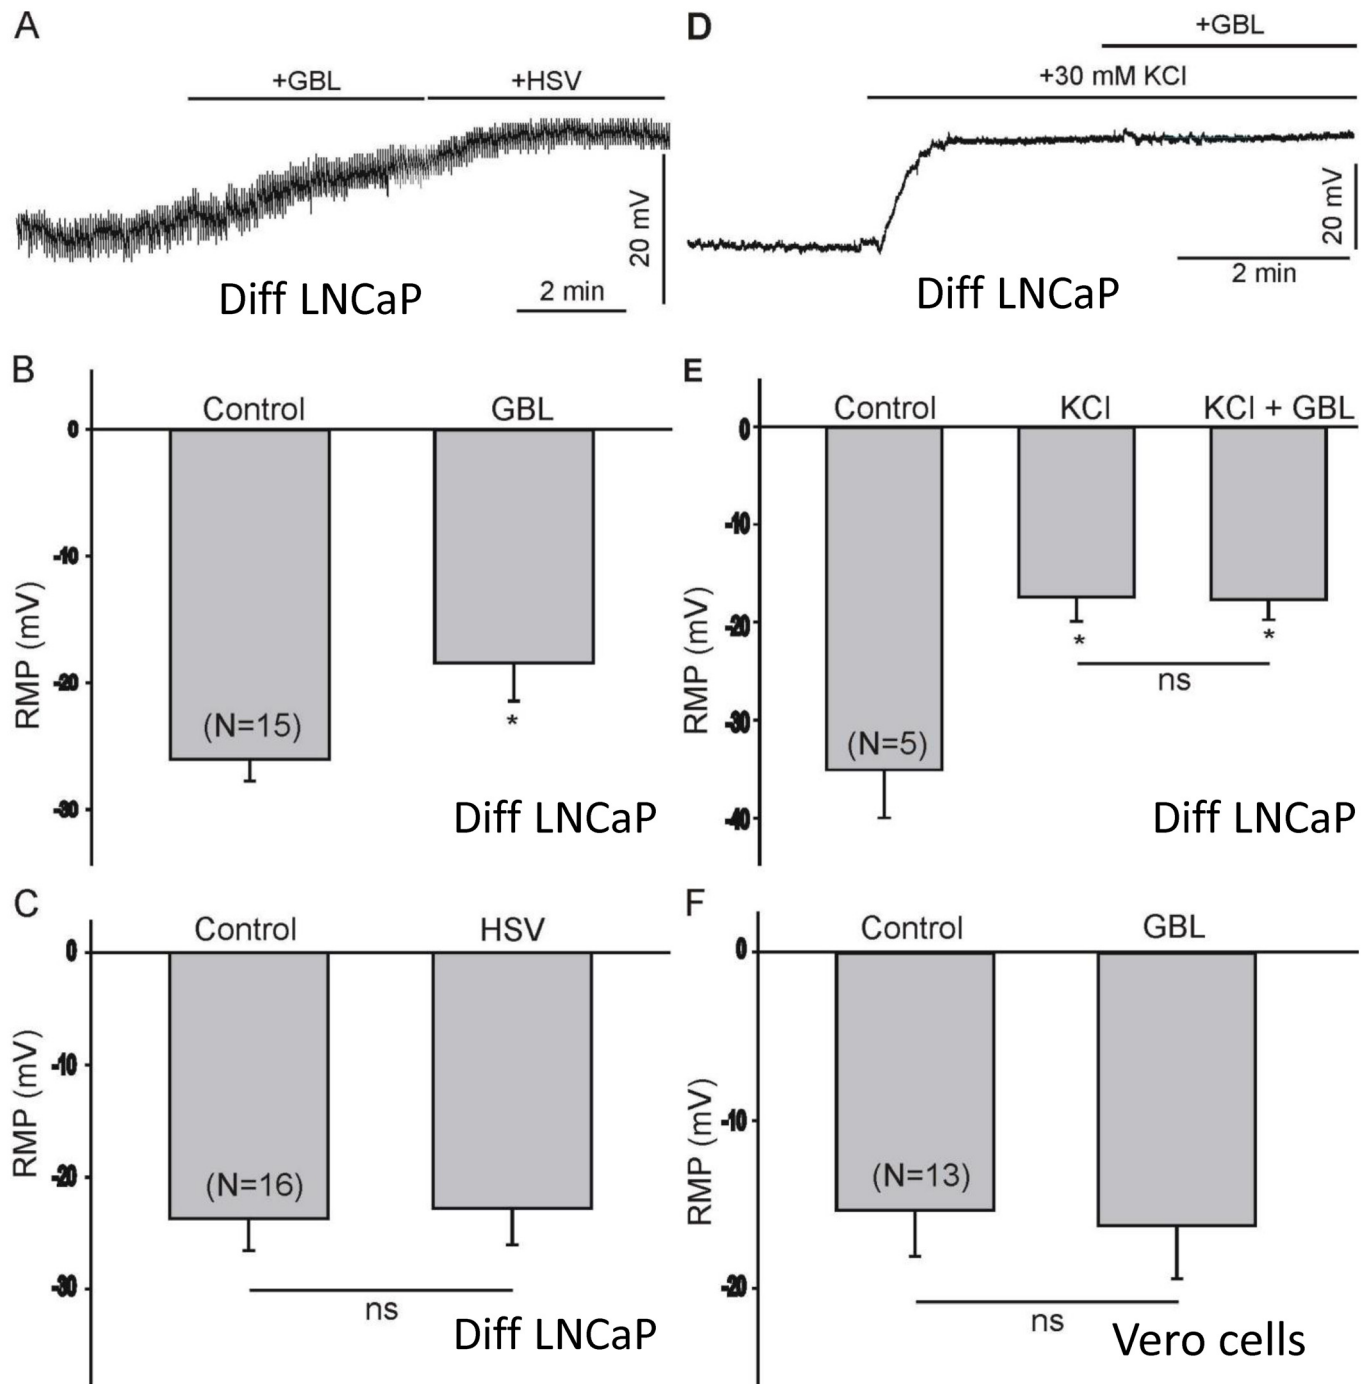 A
+GBL
+HSV
20 mV
2 min
Diff LNCaP
B
Control
GBL
0
-10
-20
-30
RMP (mV)
(N=15)
*
Diff LNCaP
C
Control
HSV
0
-10
-20
-30
RMP (mV)
(N=16)
ns
Diff LNCaP
D
+GBL
+30 mM KCl
20 mV
2 min
Diff LNCaP
E
Control
KCl
KCl + GBL
0
-10
-20
-30
-40
RMP (mV)
(N=5)
*
*
ns
Diff LNCaP
F
Control
GBL
0
-10
-20
RMP (mV)
(N=13)
ns
Vero cells